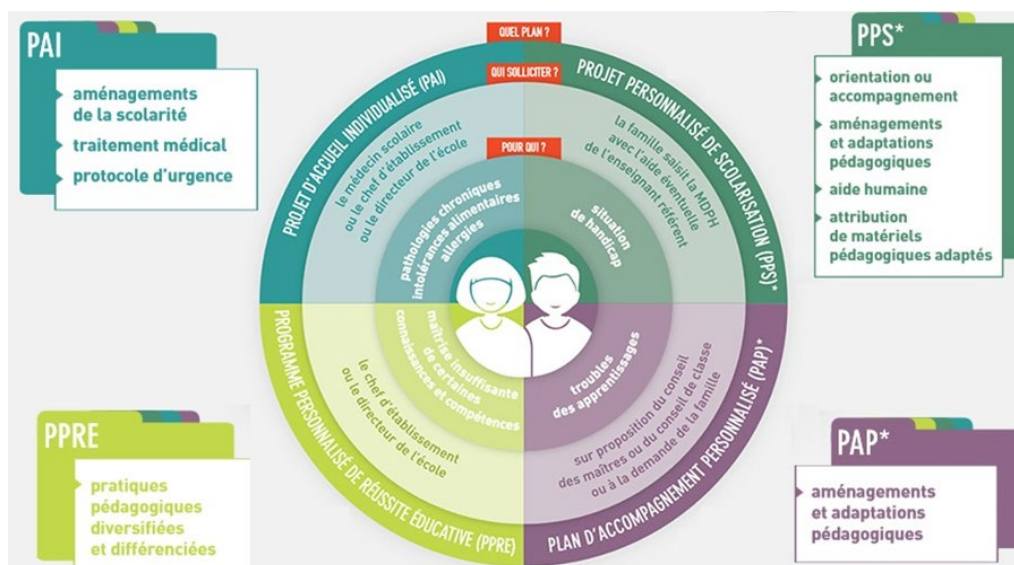 PAI
aménagements
de la scolarité
traitement médical
protocole d'urgence
QUEL PLAN ?
QUI SOLLICITER ?
POUR QUI ?
PROJET D'ACCUEIL INDIVIDUALISÉ (PAI)
le médecin scolaire
ou le chef d'établissement
ou le directeur de l'école
pathologies chroniques
intolérances alimentaires
allergies
PROJET PERSONNALISÉ DE SCOLARISATION (PPS)*
la famille saisit la MDPH
avec l'aide éventuelle
de l'enseignant référent
situation
de handicap
PPS*
orientation ou
accompagnement
aménagements
et adaptations
pédagogiques
aide humaine
attribution
de matériels
pédagogiques adaptés
PPRE
pratiques
pédagogiques
diversifiées
et différenciées
PROGRAMME PERSONNALISÉ DE RÉUSSITE ÉDUCATIVE (PPRE)
le chef d'établissement
ou le directeur de l'école
maîtrise insuffisante
de certaines
connaissances et compétences
troubles
des apprentissages
sur proposition du conseil
des maîtres ou du conseil de classe
ou à la demande de la famille
PLAN D'ACCOMPAGNEMENT PERSONNALISÉ (PAP)*
PAP*
aménagements
et adaptations
pédagogiques